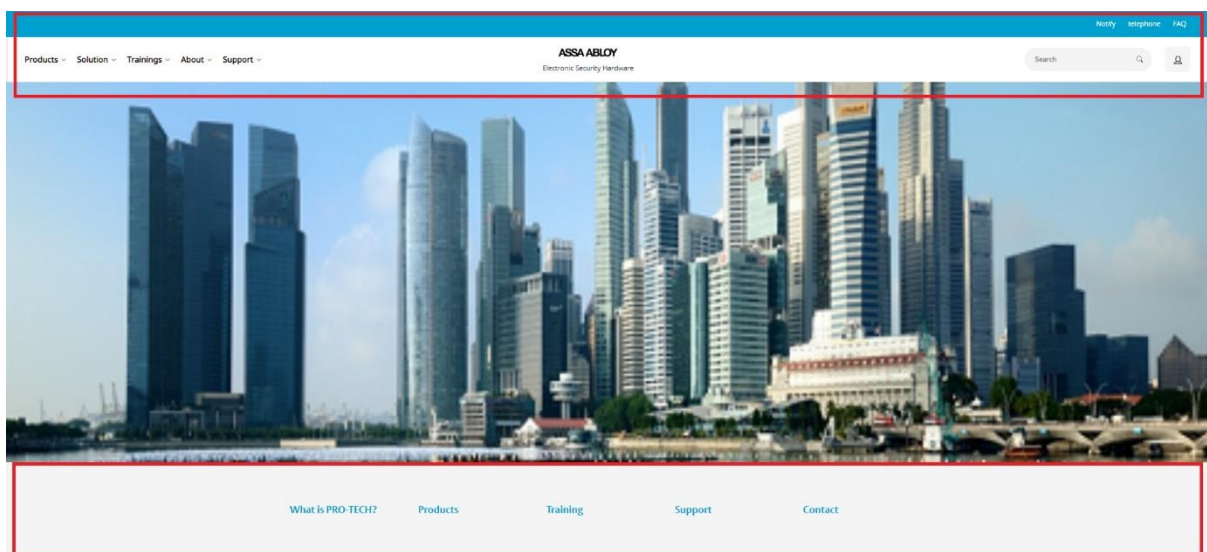 Notify telephone FAQ
Products Solution Trainings About Support
ASSA ABLOY
Electronic Security Hardware
Search
What is PRO-TECH? Products Training Support Contact